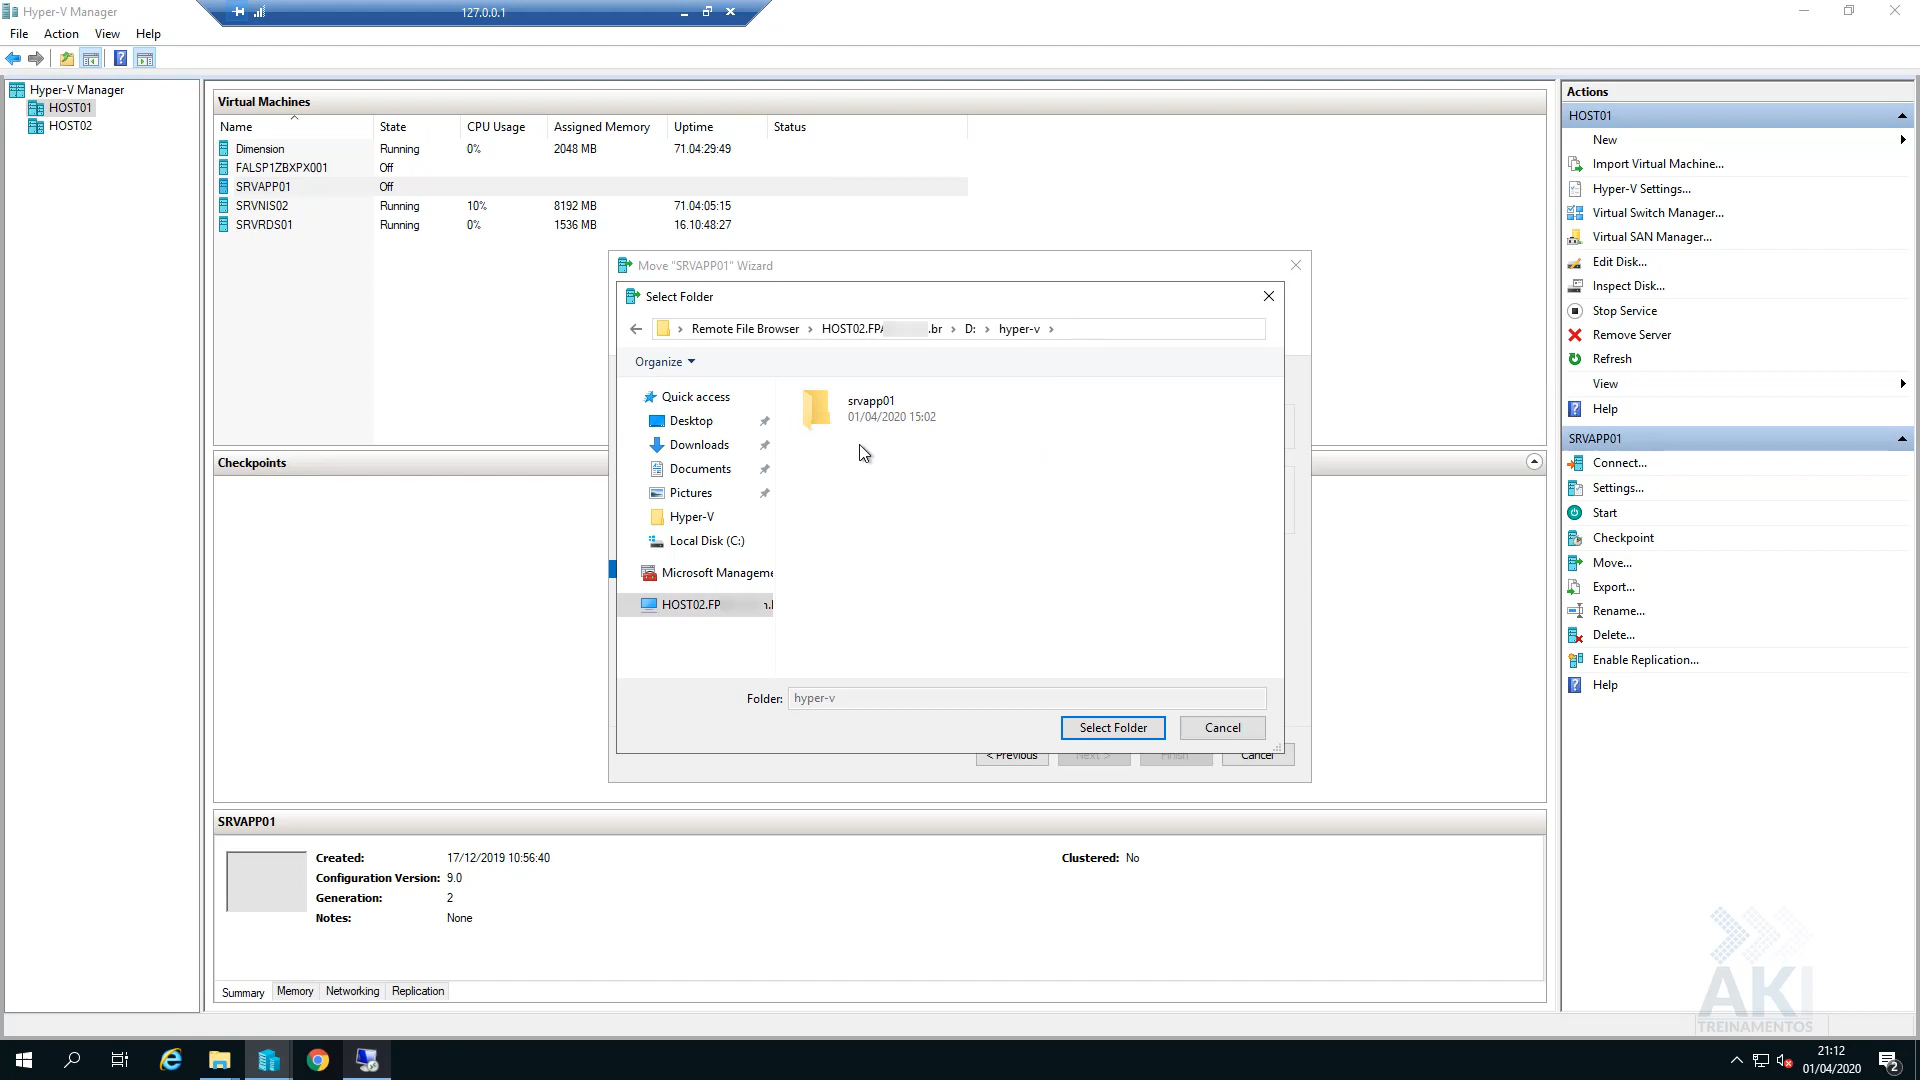 Hyper-V Manager
127.0.0.1
File Action View Help
Hyper-V Manager
HOST01
HOST02
Virtual Machines
Name State CPU Usage Assigned Memory Uptime Status
Dimension Running 0% 2048 MB 71.04:29:49
FALSP1ZBXPX001 Off
SRVAPP01 Off
SRVNIS02 Running 10% 8192 MB 71.04:05:15
SRVRDS01 Running 0% 1536 MB 16.10:48:27
Move "SRVAPP01" Wizard
Select Folder
Remote File Browser HOST02.FPA .br D: hyper-v
Organize
Quick access
Desktop
Downloads
Documents
Pictures
Hyper-V
Local Disk (C:)
Microsoft Manageme
HOST02.FP
srvapp01
01/04/2020 15:02
Folder: hyper-v
Select Folder Cancel
< Previous Next > Finish Cancel
Checkpoints
SRVAPP01
Created: 17/12/2019 10:56:40 Clustered: No
Configuration Version: 9.0
Generation: 2
Notes: None
Summary Memory Networking Replication
Actions
HOST01
New
Import Virtual Machine...
Hyper-V Settings...
Virtual Switch Manager...
Virtual SAN Manager...
Edit Disk...
Inspect Disk...
Stop Service
Remove Server
Refresh
View
Help
SRVAPP01
Connect...
Settings...
Start
Checkpoint
Move...
Export...
Rename...
Delete...
Enable Replication...
Help
AKI
TREINAMENTOS
21:12
01/04/2020
2